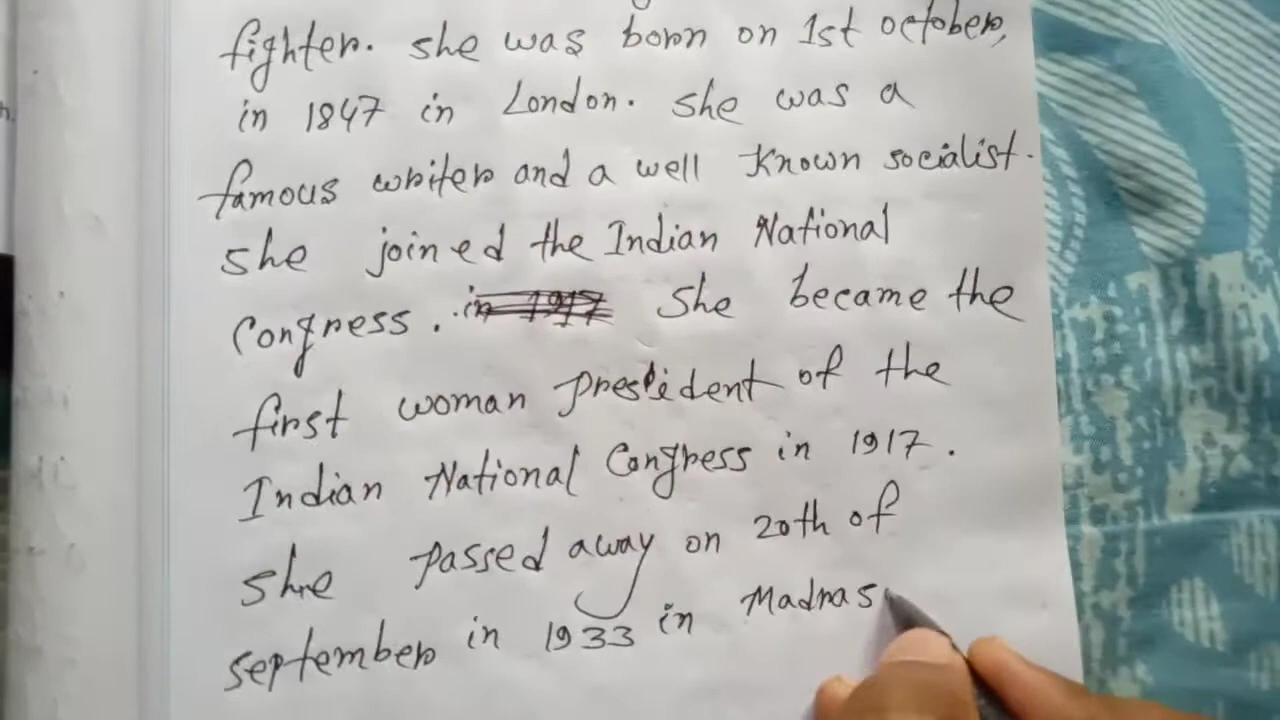 fighter. she was born on 1st october,
in 1847 in London. she was a
famous writer and a well known socialist.
she joined the Indian National
Congress. in 1917 She became the
first woman president of the
Indian National Congress in 1917.
she passed away on 20th of
september in 1933 in Madras